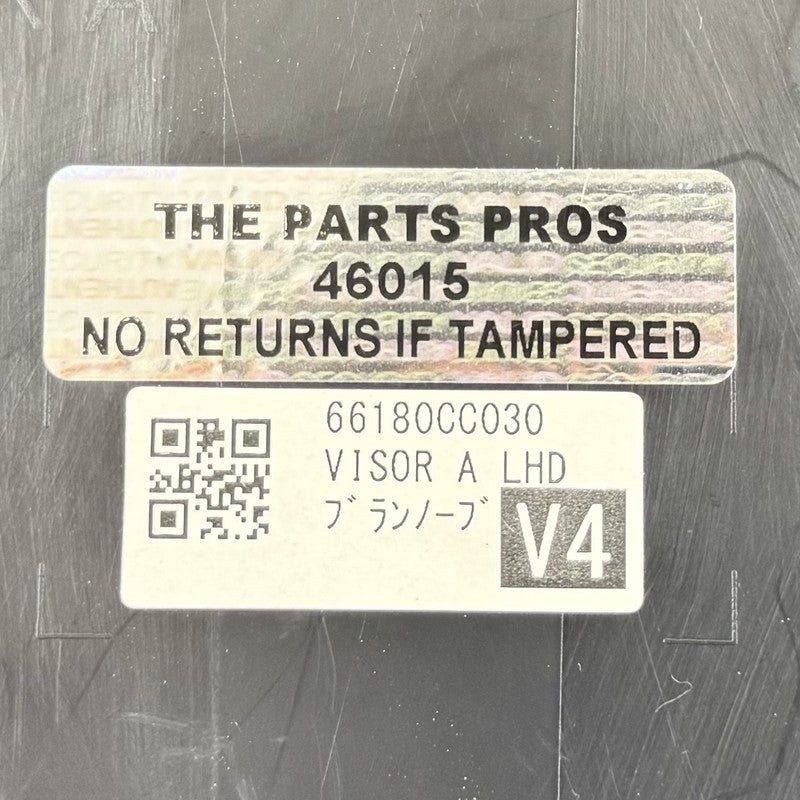 THE PARTS PROS
46015
NO RETURNS IF TAMPERED
66180CC030
VISOR A LHD
ブランノーブ
V4